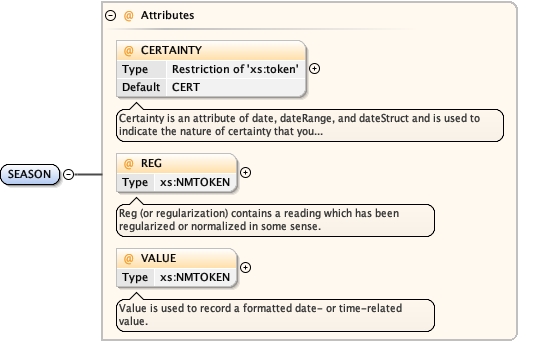 @ Attributes
@ CERTAINTY
Type Restriction of 'xs:token'
Default CERT
Certainty is an attribute of date, dateRange, and dateStruct and is used to
indicate the nature of certainty that you...
SEASON
@ REG
Type xs:NMTOKEN
Reg (or regularization) contains a reading which has been
regularized or normalized in some sense.
@ VALUE
Type xs:NMTOKEN
Value is used to record a formatted date- or time-related
value.